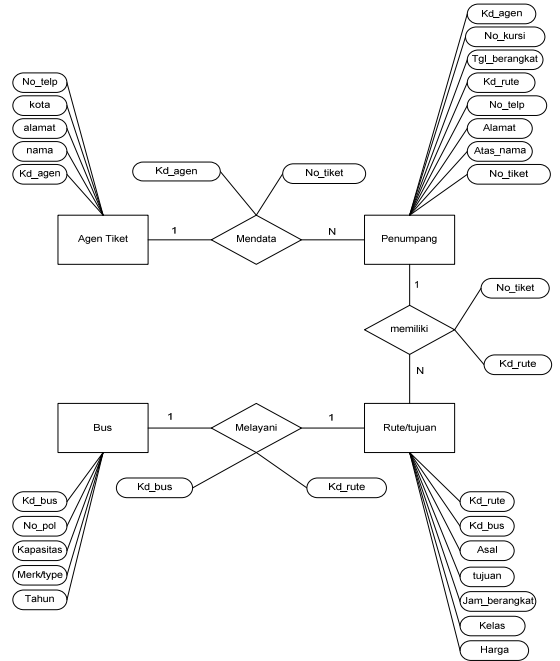 Kd_agen
No_kursi
Tgl_berangkat
Kd_rute
No_telp
Alamat
Atas_nama
No_tiket
No_telp
kota
alamat
nama
Kd_agen
Kd_agen
No_tiket
Agen Tiket
1
Mendata
N
Penumpang
1
memiliki
No_tiket
Kd_rute
N
Bus
1
Melayani
1
Rute/tujuan
Kd_bus
Kd_rute
Kd_bus
No_pol
Kapasitas
Merk/type
Tahun
Kd_rute
Kd_bus
Asal
tujuan
Jam_berangkat
Kelas
Harga